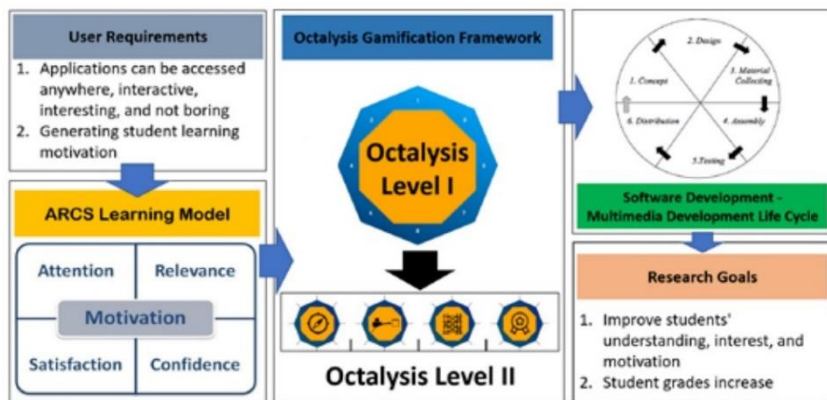 User Requirements
1. Applications can be accessed
anywhere, interactive,
interesting, and not boring
2. Generating student learning
motivation
ARCS Learning Model
Attention
Relevance
Motivation
Satisfaction
Confidence
Octalysis Gamification Framework
Octalysis
Level I
Octalysis Level II
1. Concept
2. Design
3. Material
Collecting
4. Assembly
5.Testing
6. Distribution
Software Development -
Multimedia Development Life Cycle
Research Goals
1. Improve students'
understanding, interest, and
motivation
2. Student grades increase